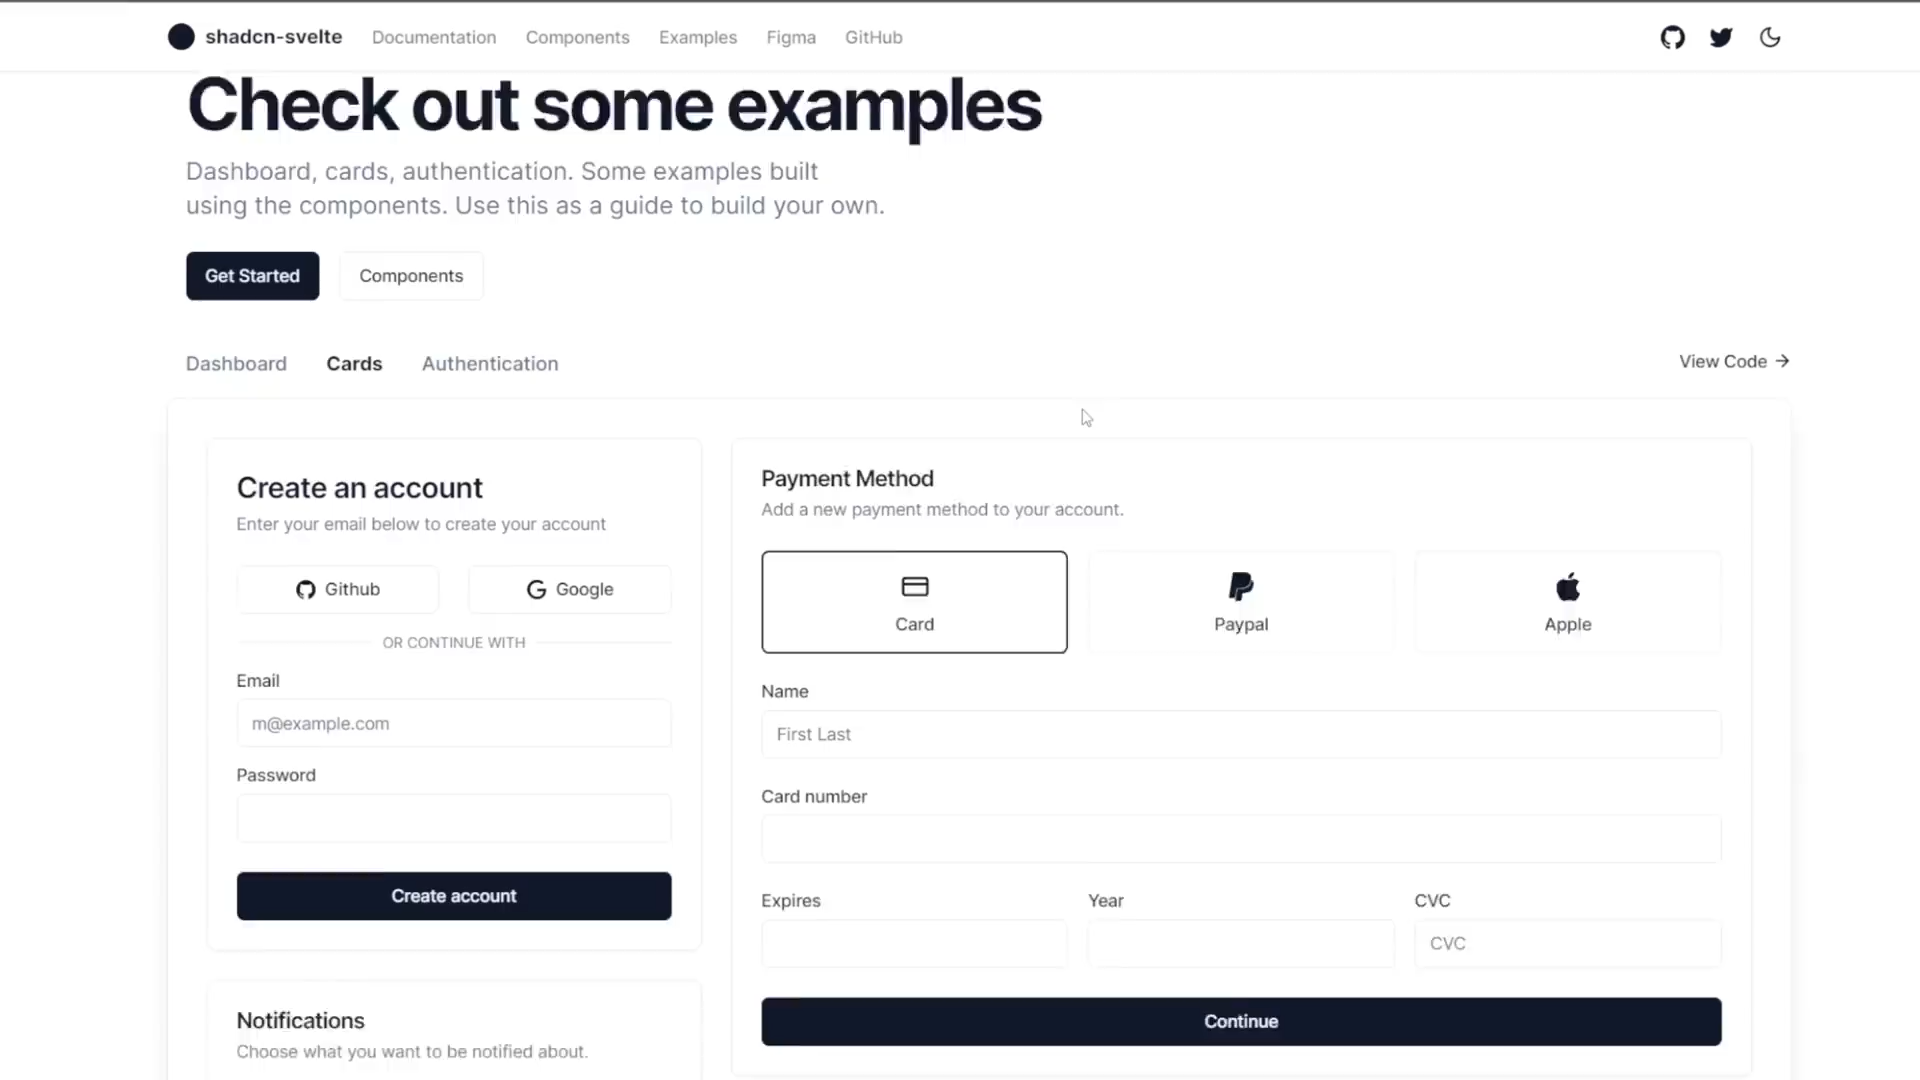 shadcn-svelte Documentation Components Examples Figma GitHub
Check out some examples
Dashboard, cards, authentication. Some examples built
using the components. Use this as a guide to build your own.
Get Started Components
Dashboard Cards Authentication View Code →
Create an account
Enter your email below to create your account
Github Google
OR CONTINUE WITH
Email
m@example.com
Password
Create account
Notifications
Choose what you want to be notified about.
Payment Method
Add a new payment method to your account.
Card Paypal Apple
Name
First Last
Card number
Expires Year CVC
CVC
Continue